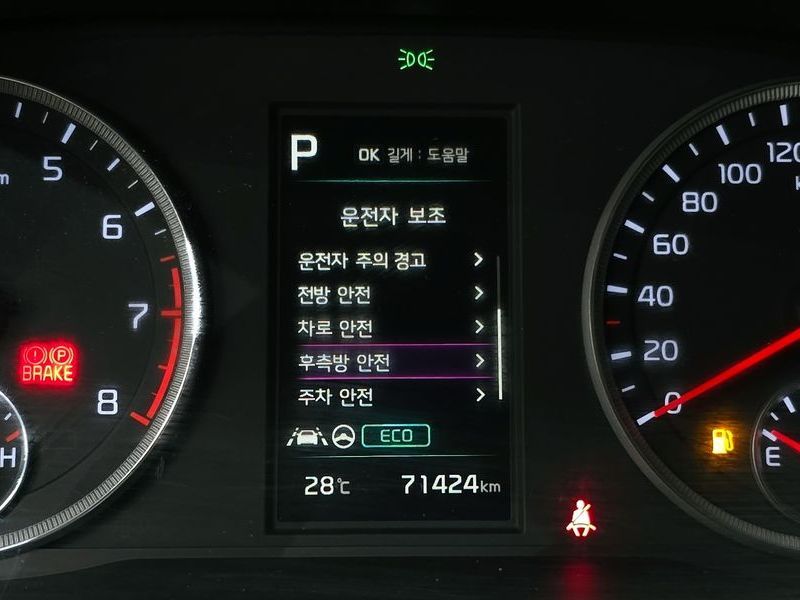 P OK 길게 : 도움말
운전자 보조
운전자 주의 경고
전방 안전
차로 안전
후측방 안전
주차 안전
ECO
28℃ 71424km
5
6
7
8
H
BRAKE
P
120
100
80
60
40
20
0
E